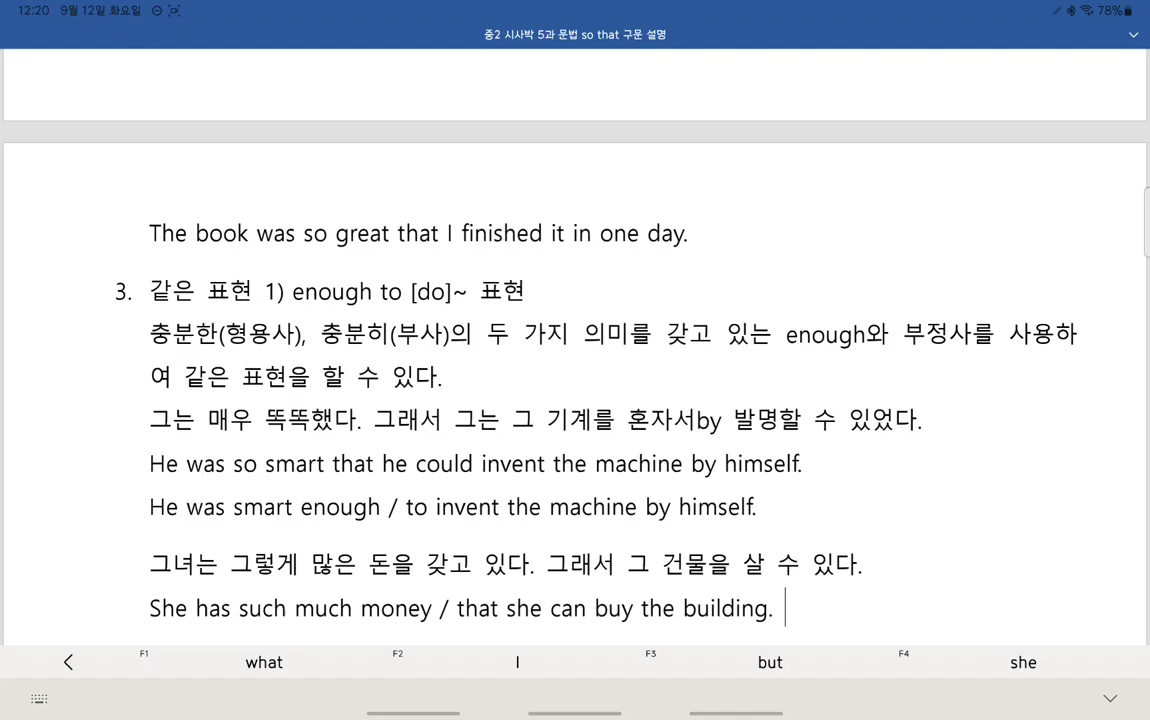 12:20 9월 12일 화요일 78%
중2 시사박 5과 문법 so that 구문 설명
The book was so great that I finished it in one day.
3. 같은 표현 1) enough to [do]~ 표현
충분한(형용사), 충분히(부사)의 두 가지 의미를 갖고 있는 enough와 부정사를 사용하
여 같은 표현을 할 수 있다.
그는 매우 똑똑했다. 그래서 그는 그 기계를 혼자서by 발명할 수 있었다.
He was so smart that he could invent the machine by himself.
He was smart enough / to invent the machine by himself.
그녀는 그렇게 많은 돈을 갖고 있다. 그래서 그 건물을 살 수 있다.
She has such much money / that she can buy the building.
F1 what F2 I F3 but F4 she